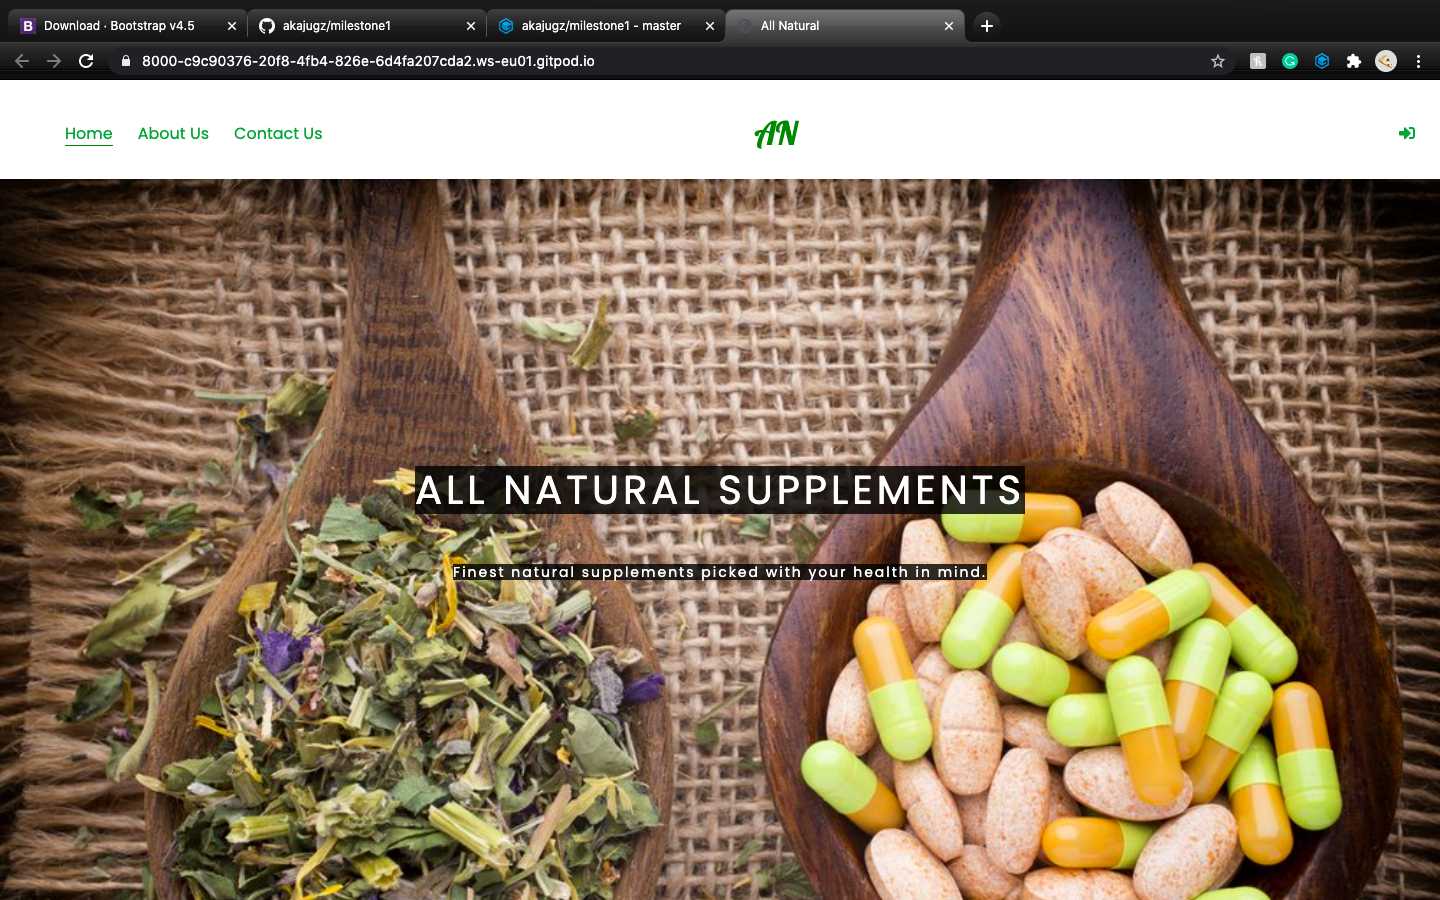 Download · Bootstrap v4.5
akajugz/milestone1
akajugz/milestone1 - master
All Natural
8000-c9c90376-20f8-4fb4-826e-6d4fa207cda2.ws-eu01.gitpod.io
Home About Us Contact Us
AN
ALL NATURAL SUPPLEMENTS
Finest natural supplements picked with your health in mind.